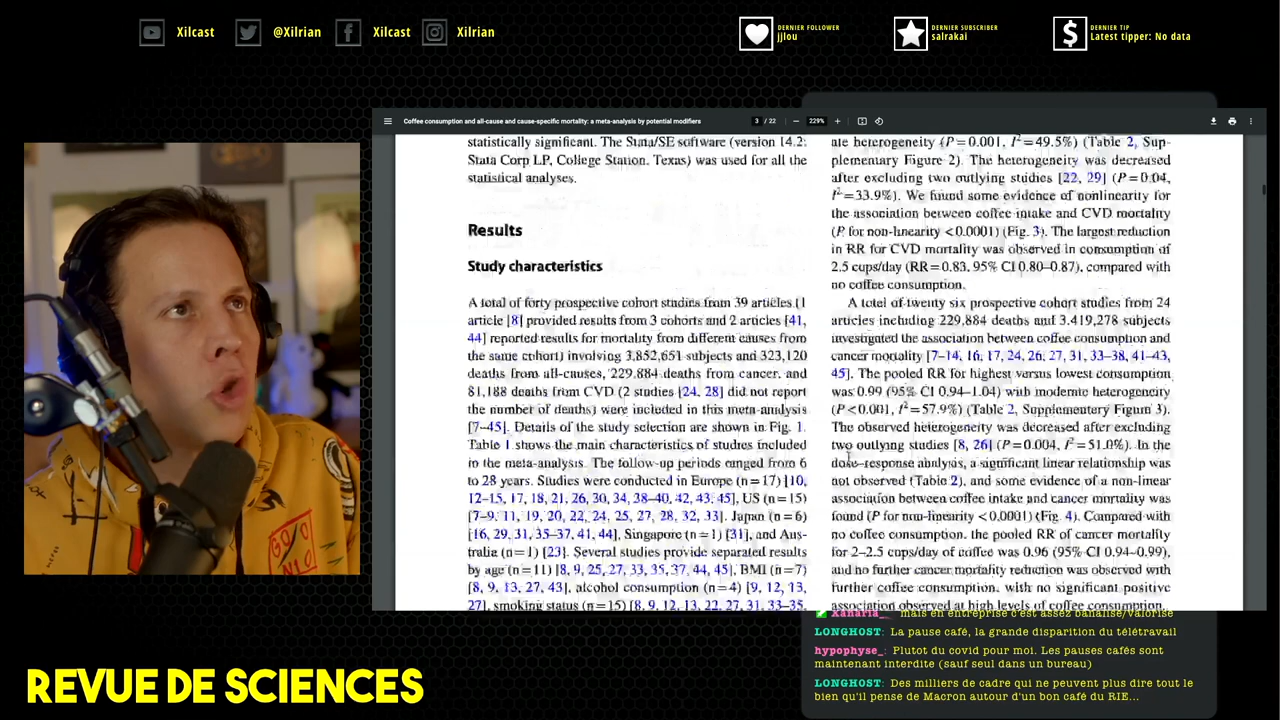 Xilcast
@Xilrian
Xilcast
Xilrian
DERNIER FOLLOWER
jjlou
DERNIER SUBSCRIBER
salrakai
DERNIER TIP
Latest tipper: No data
Coffee consumption and all-cause and cause-specific mortality: a meta-analysis by potential modifiers
3 / 22
229%
statistically significant. The Stata/SE software (version 14.2;
Stata Corp LP, College Station, Texas) was used for all the
statistical analyses.
Results
Study characteristics
A total of forty prospective cohort studies from 39 articles (1
article [8] provided results from 3 cohorts and 2 articles [41,
44] reported results for mortality from different causes from
the same cohort) involving 3,852,651 subjects and 323,120
deaths from all-causes, 229,884 deaths from cancer, and
81,188 deaths from CVD (2 studies [24, 28] did not report
the number of deaths) were included in this meta-analysis
[7–45]. Details of the study selection are shown in Fig. 1.
Table 1 shows the main characteristics of studies included
in the meta-analysis. The follow-up periods ranged from 6
to 28 years. Studies were conducted in Europe (n = 17) [10,
12–15, 17, 18, 21, 26, 30, 34, 38–40, 42, 43, 45], US (n = 15)
[7–9, 11, 19, 20, 22, 24, 25, 27, 28, 32, 33], Japan (n = 6)
[16, 29, 31, 35–37, 41, 44], Singapore (n = 1) [31], and Aus-
tralia (n = 1) [23]. Several studies provide separated results
by age (n = 11) [8, 9, 25, 27, 33, 35, 37, 44, 45], BMI (n = 7)
[8, 9, 13, 27, 43], alcohol consumption (n = 4) [9, 12, 13,
27], smoking status (n = 15) [8, 9, 12, 13, 22, 27, 31, 33–35,
ate heterogeneity (P = 0.001, I²= 49.5%) (Table 2, Sup-
plementary Figure 2). The heterogeneity was decreased
after excluding two outlying studies [22, 29] (P = 0.04,
I²= 33.9%). We found some evidence of nonlinearity for
the association between coffee intake and CVD mortality
(P for non-linearity < 0.0001) (Fig. 3). The largest reduction
in RR for CVD mortality was observed in consumption of
2.5 cups/day (RR = 0.83, 95% CI 0.80–0.87), compared with
no coffee consumption.
A total of twenty six prospective cohort studies from 24
articles including 229,884 deaths and 3,419,278 subjects
investigated the association between coffee consumption and
cancer mortality [7–14, 16, 17, 24, 26, 27, 31, 33–38, 41–43,
45]. The pooled RR for highest versus lowest consumption
was 0.99 (95% CI 0.94–1.04) with moderate heterogeneity
(P < 0.001, I²= 57.9%) (Table 2, Supplementary Figure 3).
The observed heterogeneity was decreased after excluding
two outlying studies [8, 26] (P = 0.004, I²= 51.0%). In the
dose–response analysis, a significant linear relationship was
not observed (Table 2), and some evidence of a non-linear
association between coffee intake and cancer mortality was
found (P for non-linearity < 0.0001) (Fig. 4). Compared with
no coffee consumption, the pooled RR of cancer mortality
for 2–2.5 cups/day of coffee was 0.96 (95% CI 0.94–0.99),
and no further cancer mortality reduction was observed with
further coffee consumption, with no significant positive
association observed at high levels of coffee consumption.
mais en entreprise c'est assez banalisé/valorisé
LONGHOST: La pause café, la grande disparition du télétravail
hypophyse_: Plutot du covid pour moi. Les pauses cafés sont
maintenant interdite (sauf seul dans un bureau)
LONGHOST: Des milliers de cadre qui ne peuvent plus dire tout le
bien qu'il pense de Macron autour d'un bon café du RIE...
REVUE DE SCIENCES